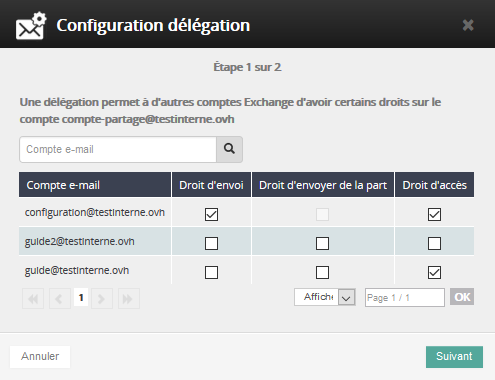 Configuration délégation
Étape 1 sur 2
Une délégation permet à d'autres comptes Exchange d'avoir certains droits sur le
compte compte-partage@testinterne.ovh
Compte e-mail
Compte e-mail Droit d'envoi Droit d'envoyer de la part Droit d'accès
configuration@testinterne.ovh
guide2@testinterne.ovh
guide@testinterne.ovh
1 Affiche Page 1 / 1 OK
Annuler Suivant